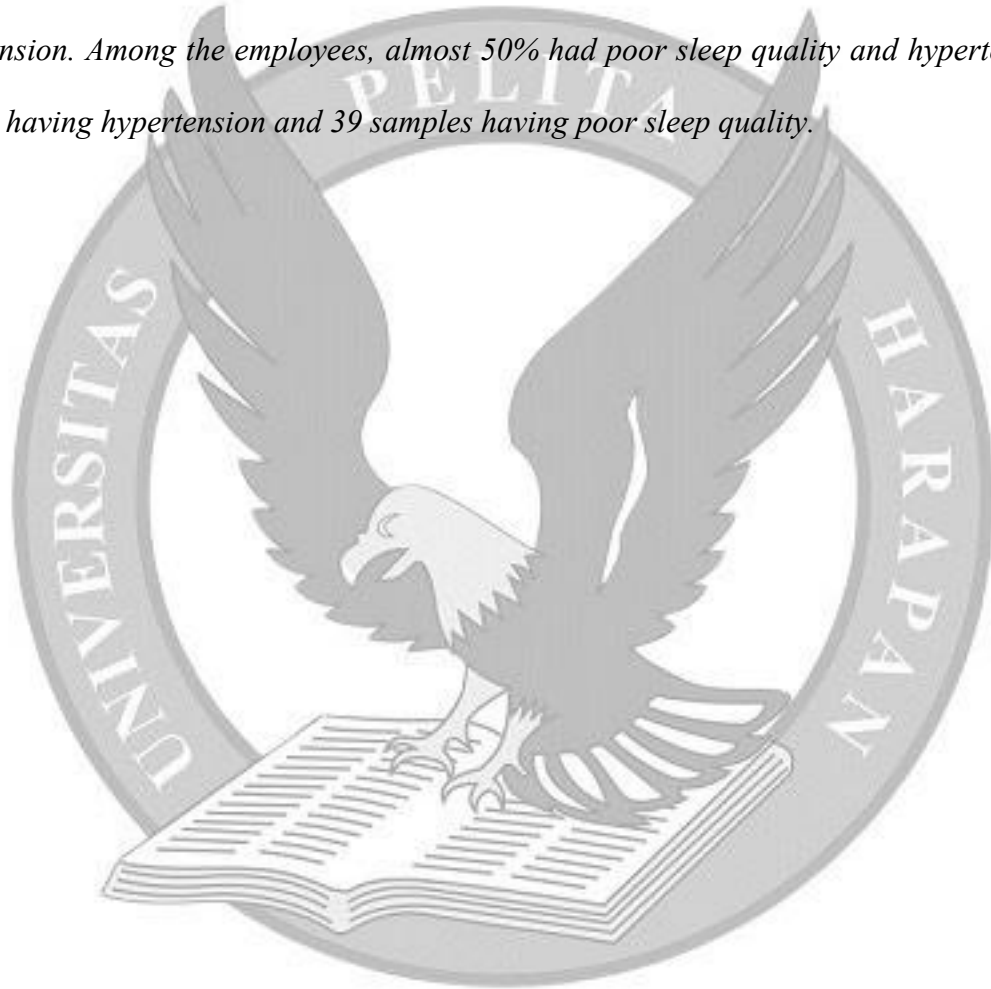 ension. Among the employees, almost 50% had poor sleep quality and hyperte
having hypertension and 39 samples having poor sleep quality.
UNIVERSITAS PELITA HARAPAN